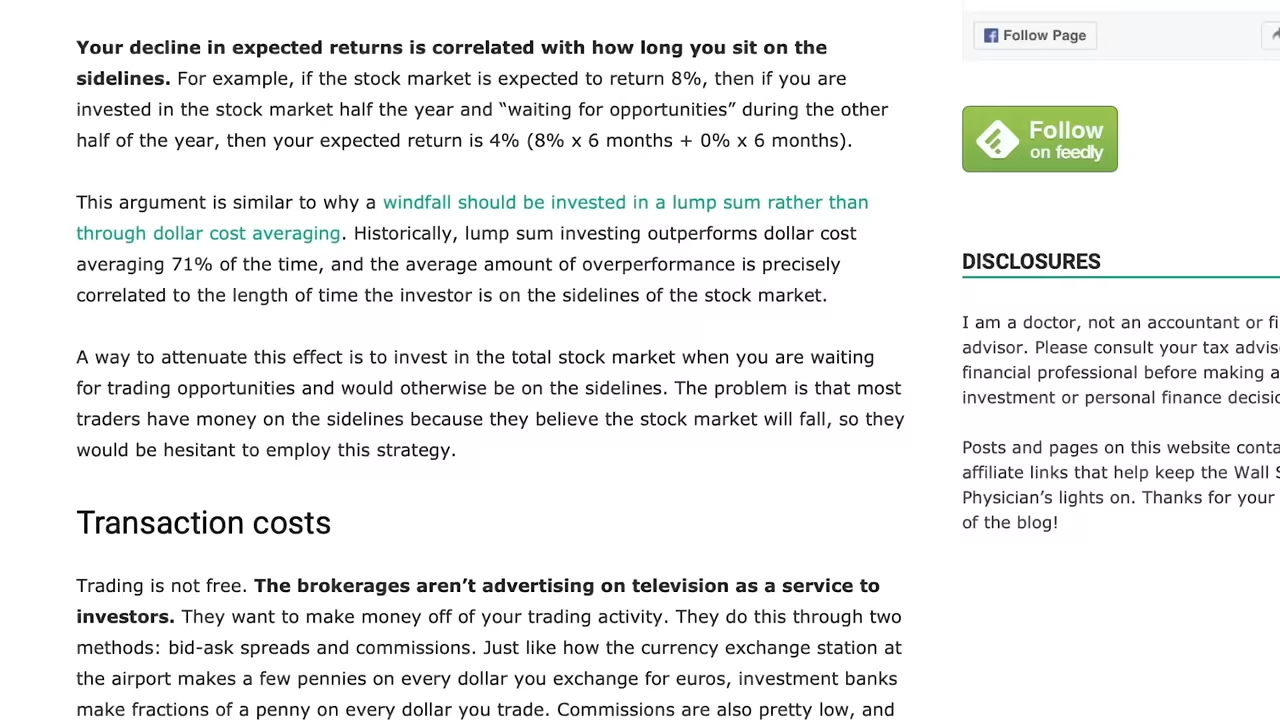 Your decline in expected returns is correlated with how long you sit on the
sidelines. For example, if the stock market is expected to return 8%, then if you are
invested in the stock market half the year and “waiting for opportunities” during the other
half of the year, then your expected return is 4% (8% x 6 months + 0% x 6 months).
This argument is similar to why a windfall should be invested in a lump sum rather than
through dollar cost averaging. Historically, lump sum investing outperforms dollar cost
averaging 71% of the time, and the average amount of overperformance is precisely
correlated to the length of time the investor is on the sidelines of the stock market.
A way to attenuate this effect is to invest in the total stock market when you are waiting
for trading opportunities and would otherwise be on the sidelines. The problem is that most
traders have money on the sidelines because they believe the stock market will fall, so they
would be hesitant to employ this strategy.
Transaction costs
Trading is not free. The brokerages aren’t advertising on television as a service to
investors. They want to make money off of your trading activity. They do this through two
methods: bid-ask spreads and commissions. Just like how the currency exchange station at
the airport makes a few pennies on every dollar you exchange for euros, investment banks
make fractions of a penny on every dollar you trade. Commissions are also pretty low, and
Follow Page
Follow
on feedly
DISCLOSURES
I am a doctor, not an accountant or
advisor. Please consult your tax
financial professional before making
investment or personal finance
Posts and pages on this website
affiliate links that help keep the Wall
Physician’s lights on. Thanks for your
of the blog!